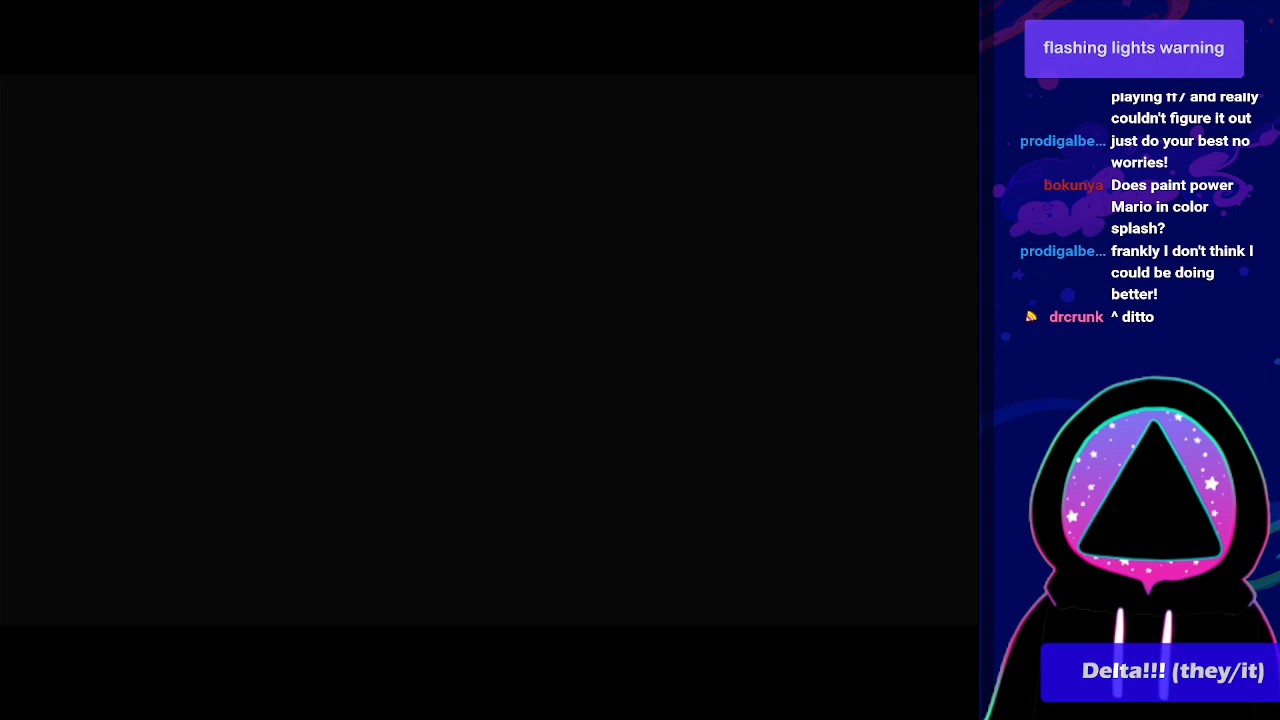 flashing lights warning
playing ff7 and really
couldn't figure it out
prodigalbe... just do your best no
worries!
bokunya Does paint power
Mario in color
splash?
prodigalbe... frankly I don't think I
could be doing
better!
drcrunk ^ ditto
Delta!!! (they/it)